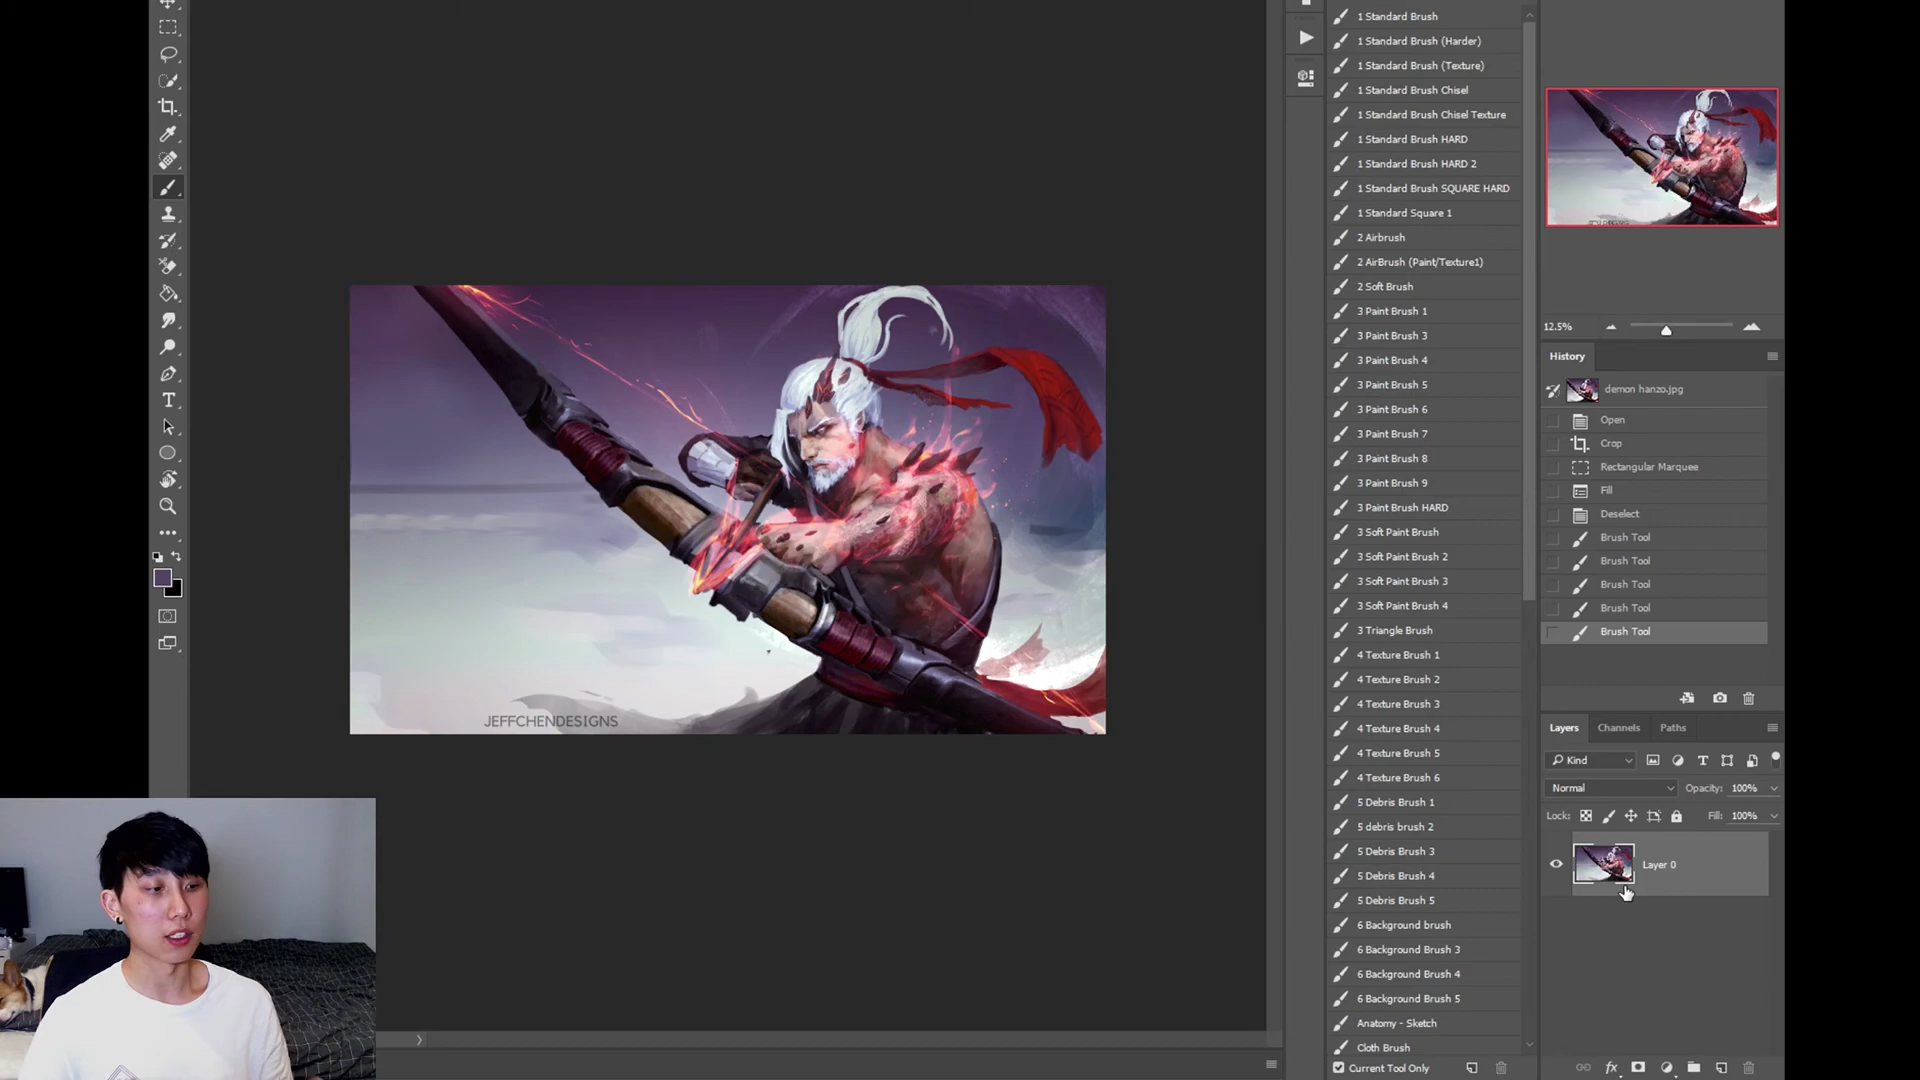 1 Standard Brush
1 Standard Brush (Harder)
1 Standard Brush (Texture)
1 Standard Brush Chisel
1 Standard Brush Chisel Texture
1 Standard Brush HARD
1 Standard Brush HARD 2
1 Standard Brush SQUARE HARD
1 Standard Square 1
2 Airbrush
2 AirBrush (Paint/Texture1)
2 Soft Brush
3 Paint Brush 1
3 Paint Brush 3
3 Paint Brush 4
3 Paint Brush 5
3 Paint Brush 6
3 Paint Brush 7
3 Paint Brush 8
3 Paint Brush 9
3 Paint Brush HARD
3 Soft Paint Brush
3 Soft Paint Brush 2
3 Soft Paint Brush 3
3 Soft Paint Brush 4
3 Triangle Brush
4 Texture Brush 1
4 Texture Brush 2
4 Texture Brush 3
4 Texture Brush 4
4 Texture Brush 5
4 Texture Brush 6
5 Debris Brush 1
5 debris brush 2
5 Debris Brush 3
5 Debris Brush 4
5 Debris Brush 5
6 Background brush
6 Background Brush 3
6 Background Brush 4
6 Background Brush 5
Anatomy - Sketch
Cloth Brush
Current Tool Only
12.5%
History
demon hanzo.jpg
Open
Crop
Rectangular Marquee
Fill
Deselect
Brush Tool
Brush Tool
Brush Tool
Brush Tool
Brush Tool
Layers Channels Paths
Kind
Normal Opacity: 100%
Lock: Fill: 100%
Layer 0
fx
JEFFCHENDESIGNS